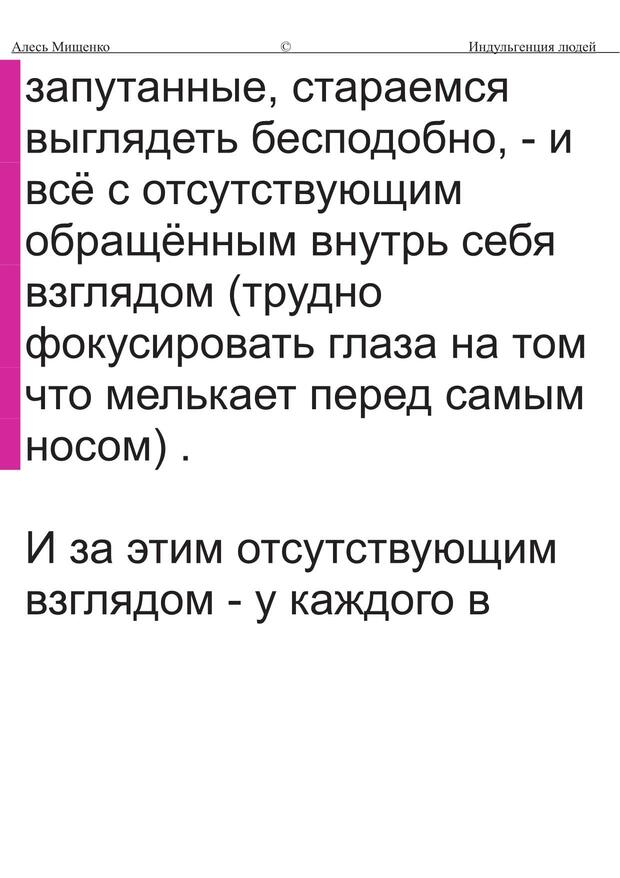 Алесь Мищенко © Индульгенция людей
запутанные, стараемся
выглядеть бесподобно, - и
всё с отсутствующим
обращённым внутрь себя
взглядом (трудно
фокусировать глаза на том
что мелькает перед самым
носом) .
И за этим отсутствующим
взглядом - у каждого в